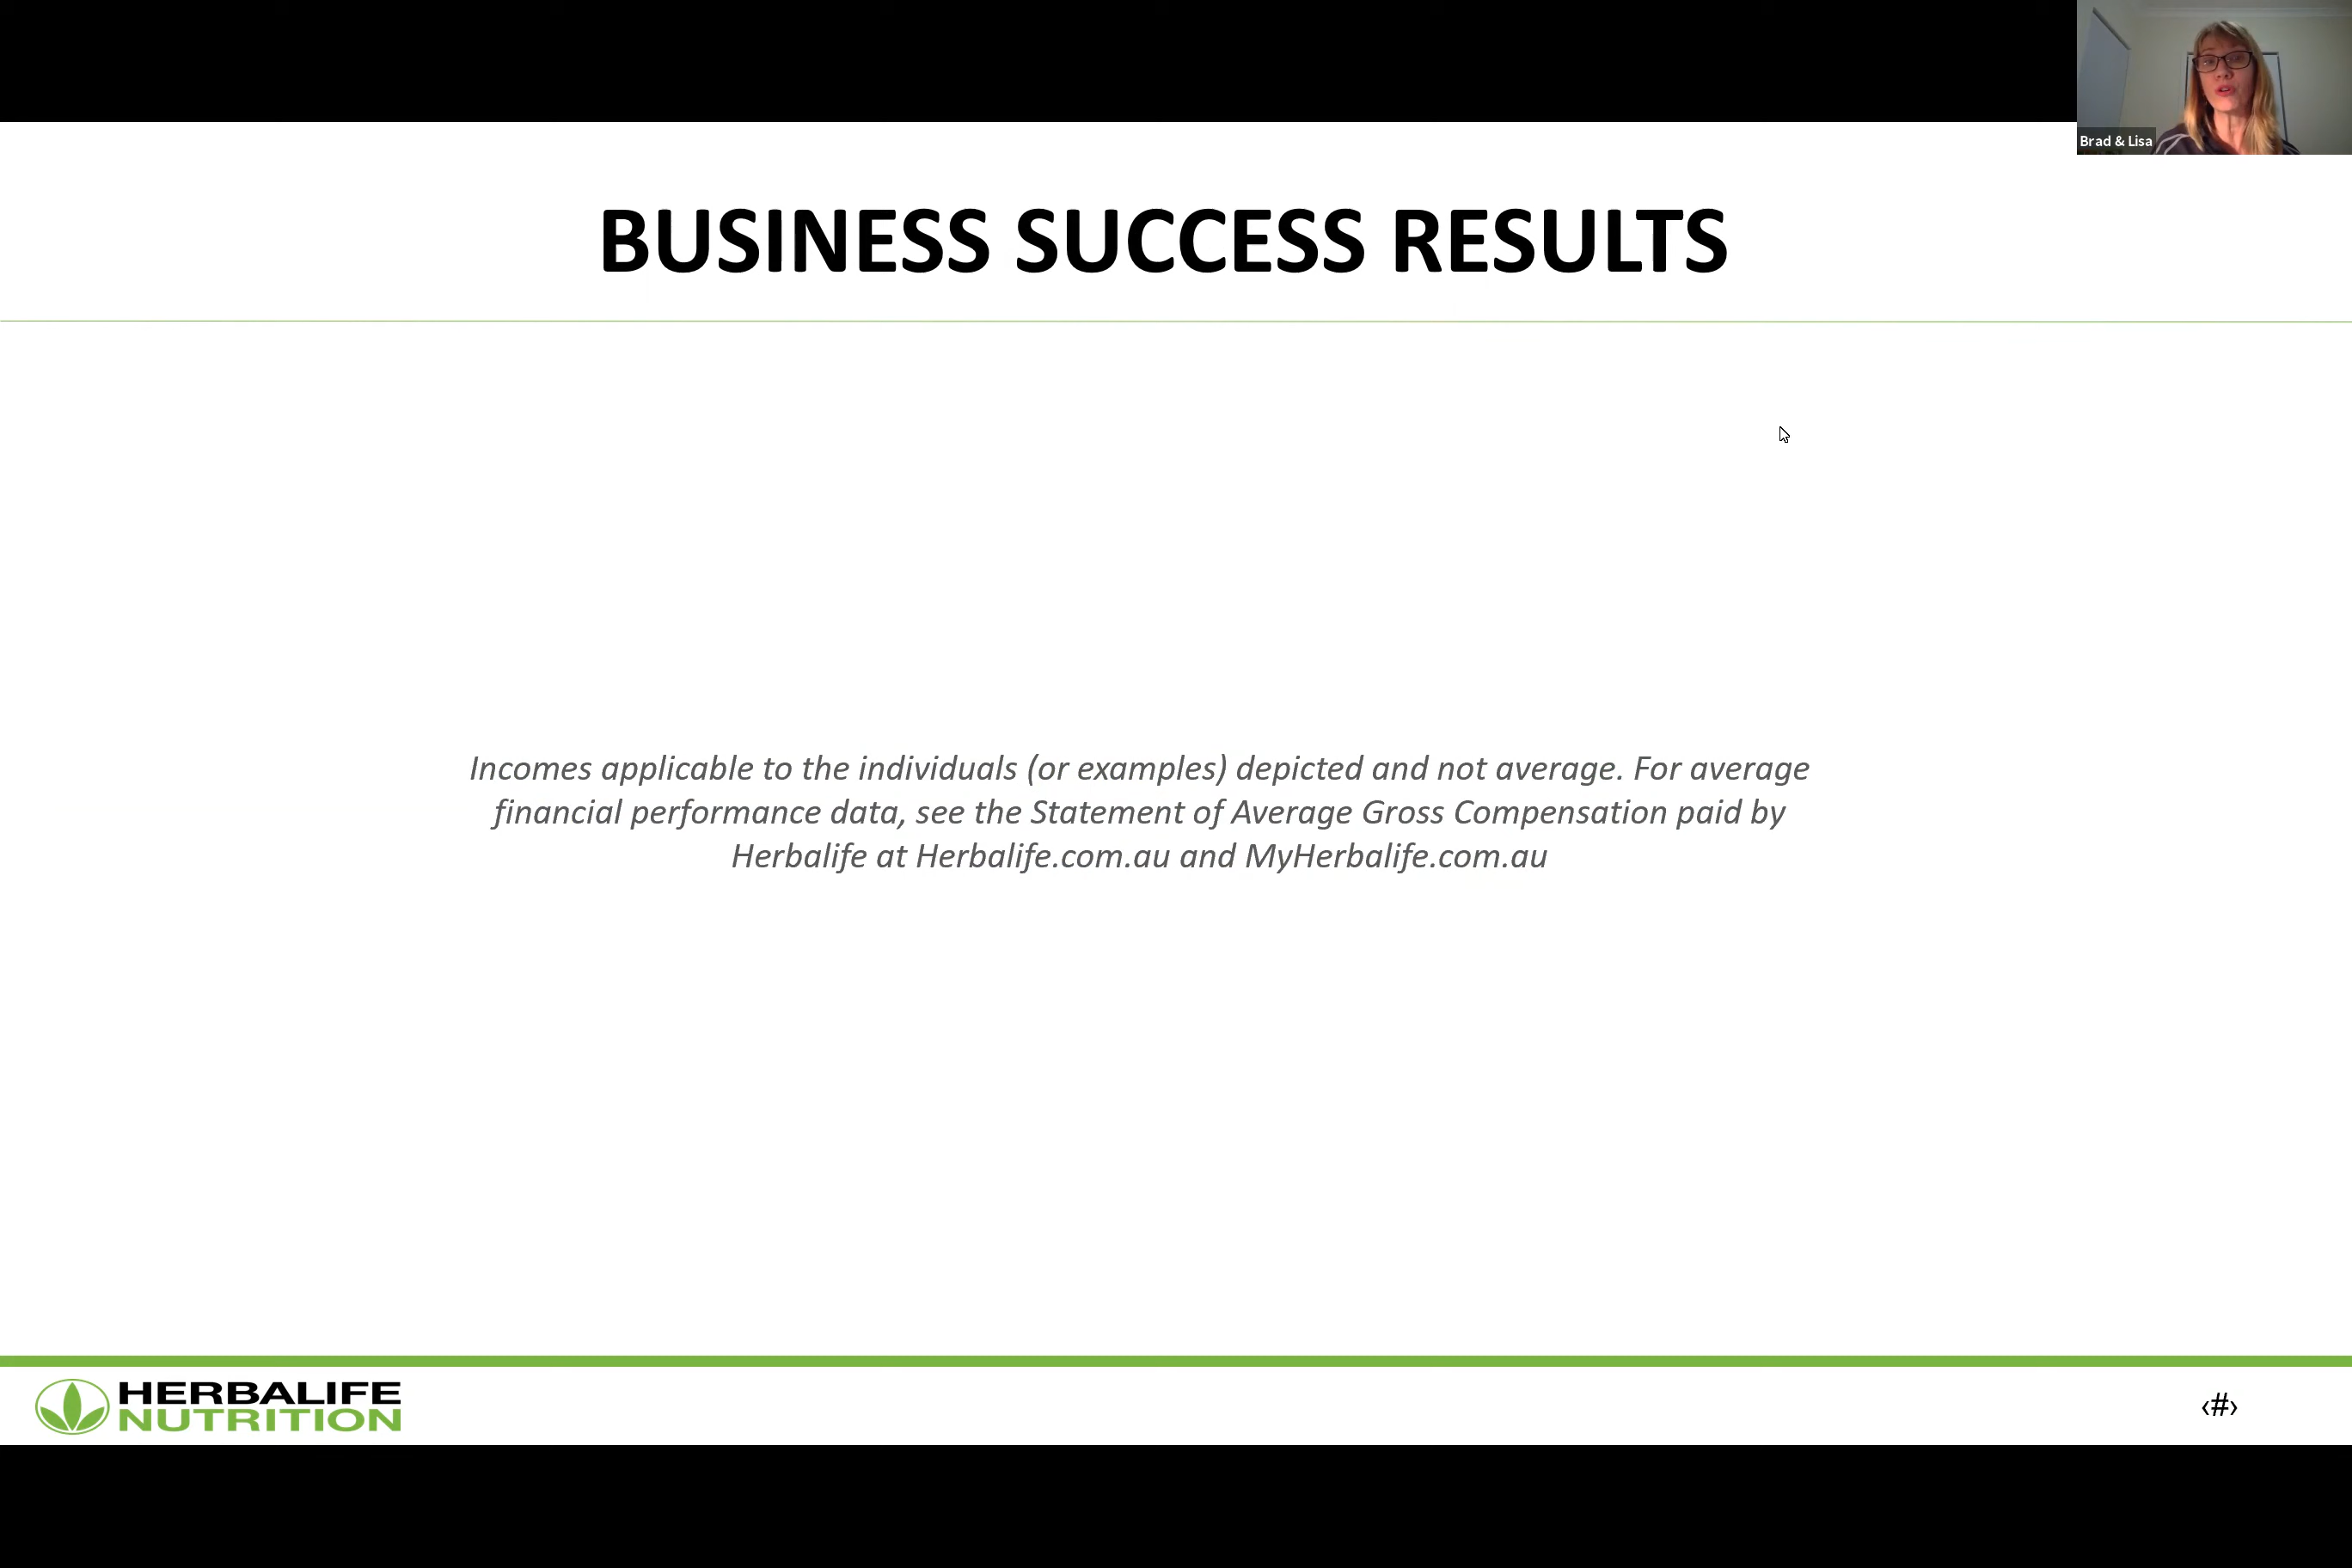 Brad & Lisa
BUSINESS SUCCESS RESULTS
Incomes applicable to the individuals (or examples) depicted and not average. For average
financial performance data, see the Statement of Average Gross Compensation paid by
Herbalife at Herbalife.com.au and MyHerbalife.com.au
HERBALIFE
NUTRITION
‹#›